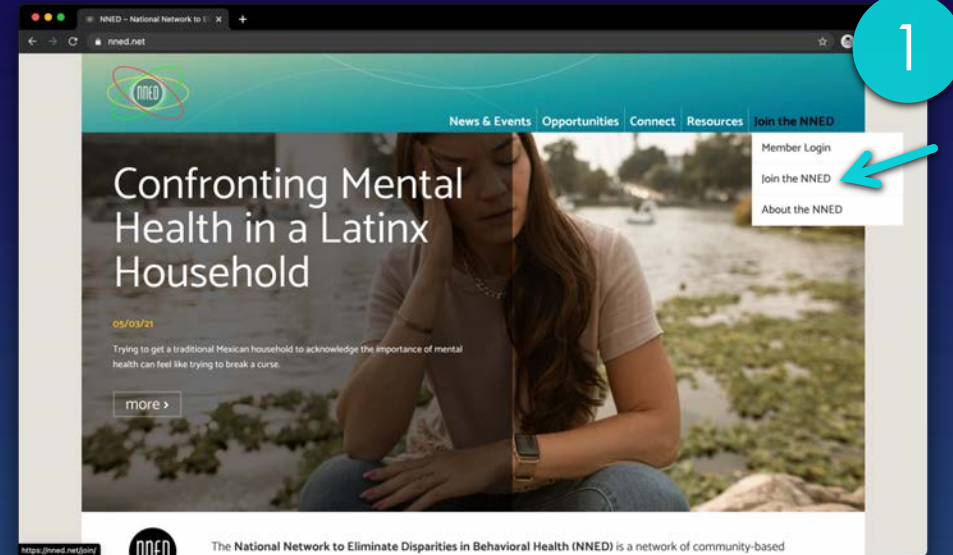 NNED – National Network to E
nned.net
1
nned
News & Events Opportunities Connect Resources Join the NNED
Member Login
Join the NNED
About the NNED
Confronting Mental
Health in a Latinx
Household
05/03/21
Trying to get a traditional Mexican household to acknowledge the importance of mental
health can feel like trying to break a curse.
more >
nned
The National Network to Eliminate Disparities in Behavioral Health (NNED) is a network of community-based
https://nned.net/join/